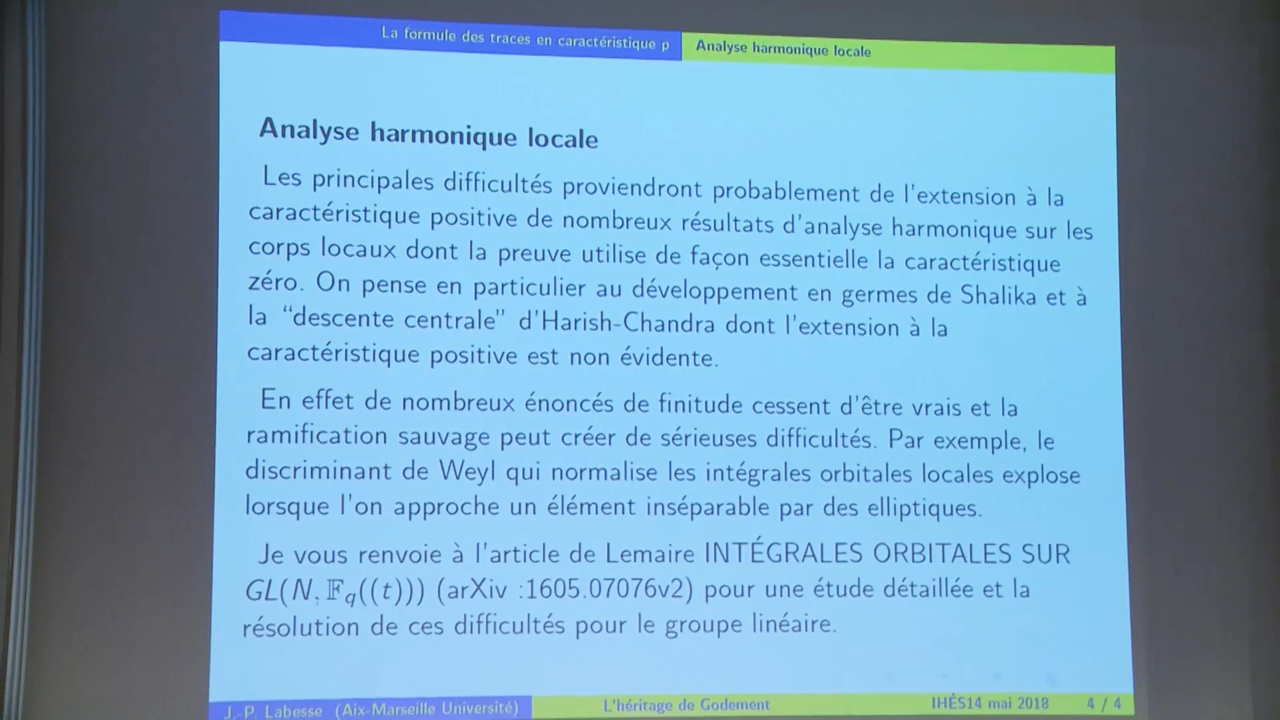 La formule des traces en caractéristique p
Analyse harmonique locale
Analyse harmonique locale
Les principales difficultés proviendront probablement de l'extension à la
caractéristique positive de nombreux résultats d'analyse harmonique sur les
corps locaux dont la preuve utilise de façon essentielle la caractéristique
zéro. On pense en particulier au développement en germes de Shalika et à
la “descente centrale” d'Harish-Chandra dont l'extension à la
caractéristique positive est non évidente.
En effet de nombreux énoncés de finitude cessent d'être vrais et la
ramification sauvage peut créer de sérieuses difficultés. Par exemple, le
discriminant de Weyl qui normalise les intégrales orbitales locales explose
lorsque l'on approche un élément inséparable par des elliptiques.
Je vous renvoie à l'article de Lemaire INTÉGRALES ORBITALES SUR
GL(N, 𝔽q((t))) (arXiv :1605.07076v2) pour une étude détaillée et la
résolution de ces difficultés pour le groupe linéaire.
J.-P. Labesse (Aix-Marseille Université)
L'héritage de Godement
IHÉS14 mai 2018
4 / 4